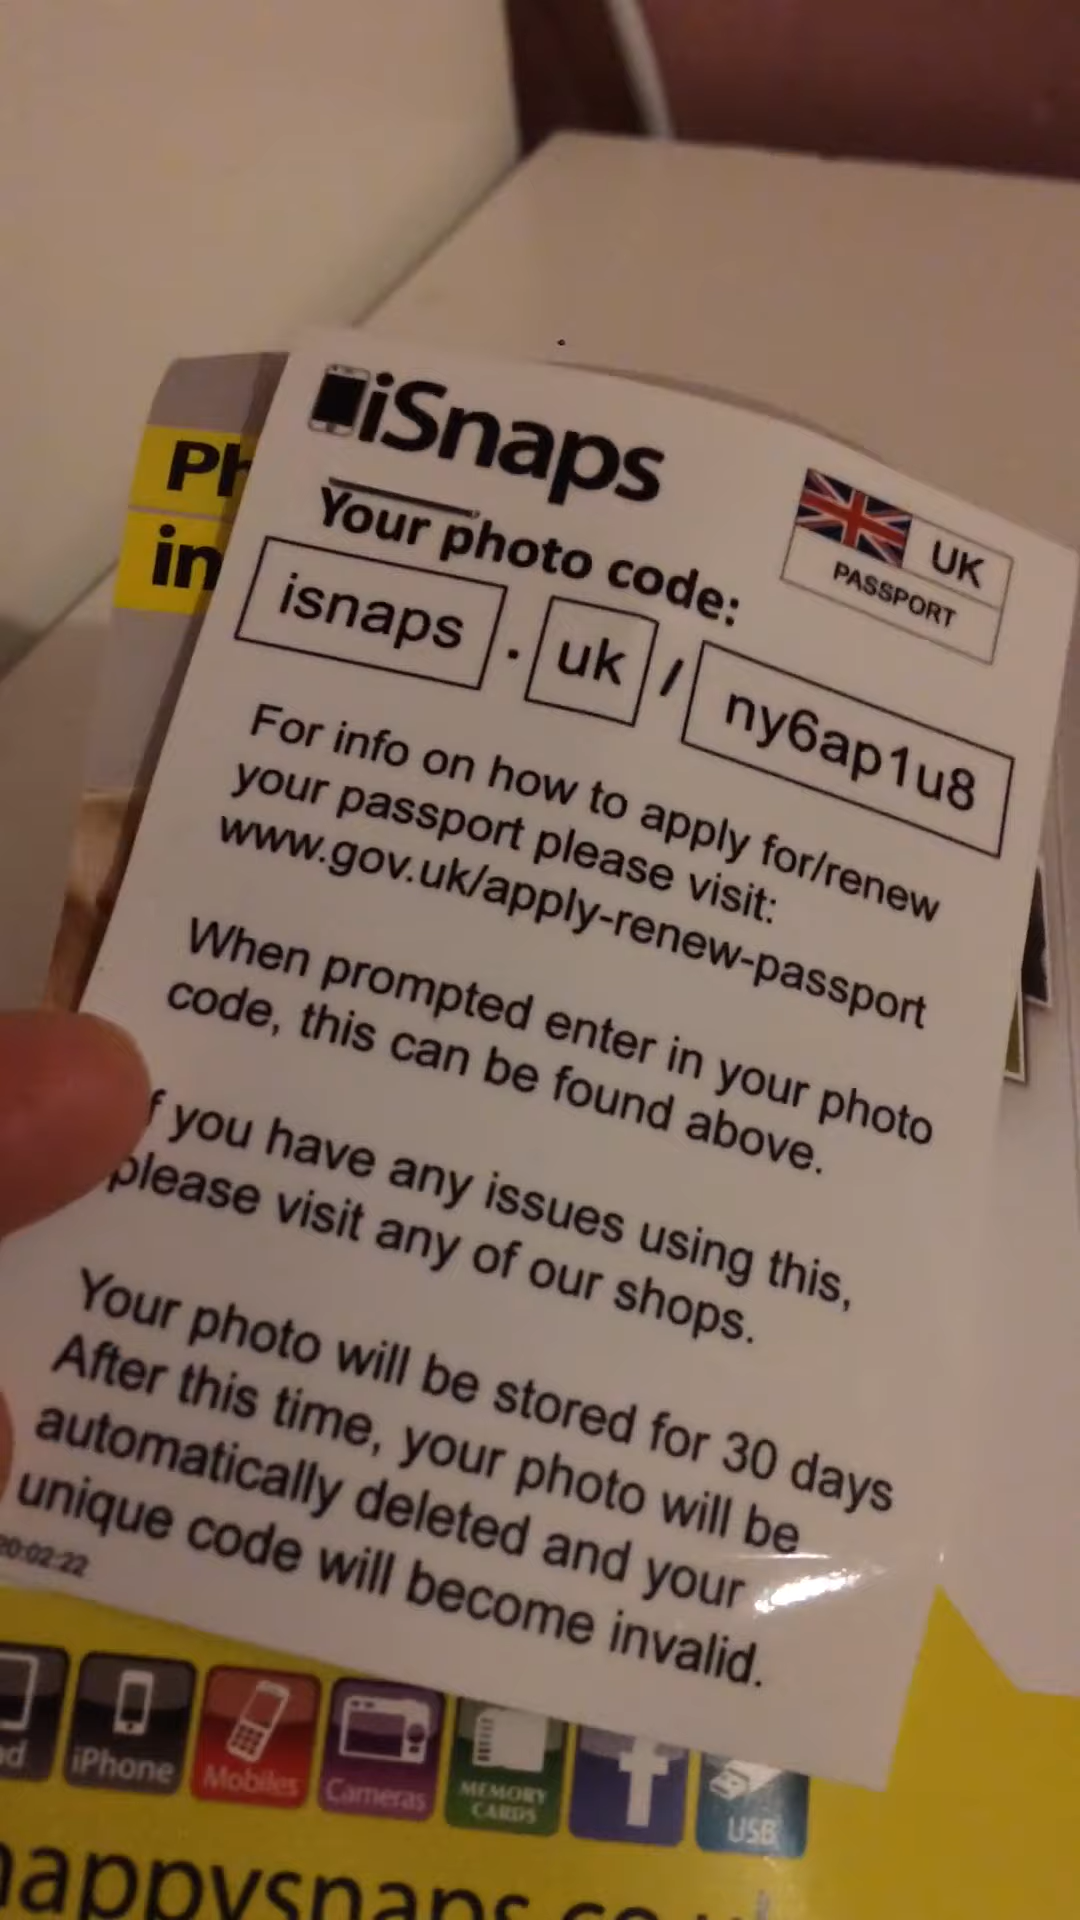 iSnaps
Your photo code:
UK
PASSPORT
isnaps . uk / ny6ap1u8
For info on how to apply for/renew
your passport please visit:
www.gov.uk/apply-renew-passport
When prompted enter in your photo
code, this can be found above.
f you have any issues using this,
please visit any of our shops.
Your photo will be stored for 30 days
After this time, your photo will be
automatically deleted and your
unique code will become invalid.
20:02:22
Ph
in
ad
iPhone
Mobiles
Cameras
MEMORY
CARDS
f
USB